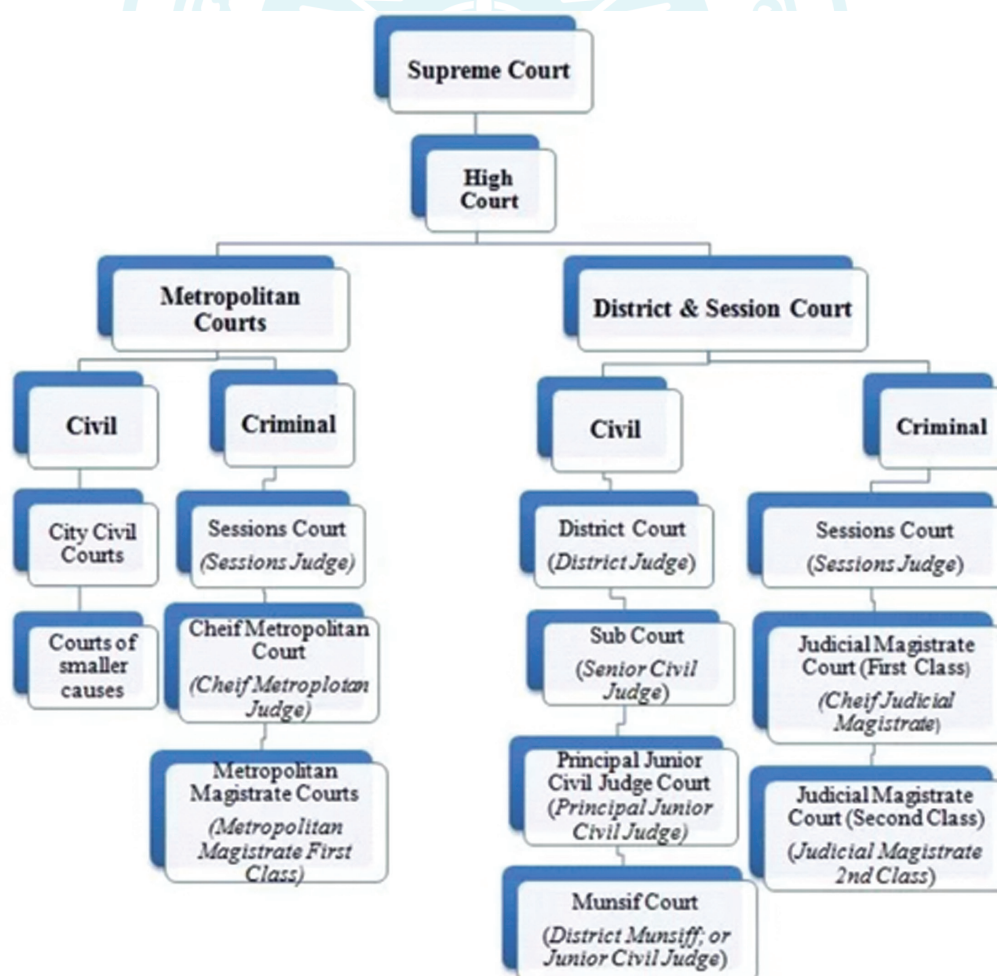 Supreme Court
High
Court
Metropolitan
Courts
District & Session Court
Civil
Criminal
Civil
Criminal
City Civil
Courts
Sessions Court
(Sessions Judge)
District Court
(District Judge)
Sessions Court
(Sessions Judge)
Courts of
smaller
causes
Cheif Metropolitan
Court
(Cheif Metroplotan
Judge)
Sub Court
(Senior Civil
Judge)
Judicial Magistrate
Court (First Class)
(Cheif Judicial
Magistrate)
Metropolitan
Magistrate Courts
(Metropolitan
Magistrate First
Class)
Principal Junior
Civil Judge Court
(Principal Junior
Civil Judge)
Judicial Magistrate
Court (Second Class)
(Judicial Magistrate
2nd Class)
Munsif Court
(District Munsiff; or
Junior Civil Judge)